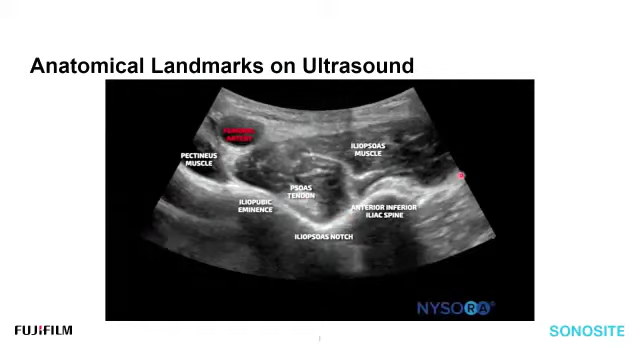 Anatomical Landmarks on Ultrasound
FEMORAL
ARTERY
ILIOPSOAS
MUSCLE
PECTINEUS
MUSCLE
PSOAS
TENDON
ILIOPUBIC
EMINENCE
ANTERIOR INFERIOR
ILIAC SPINE
ILIOPSOAS NOTCH
NYSORA®
FUJIFILM
SONOSITE